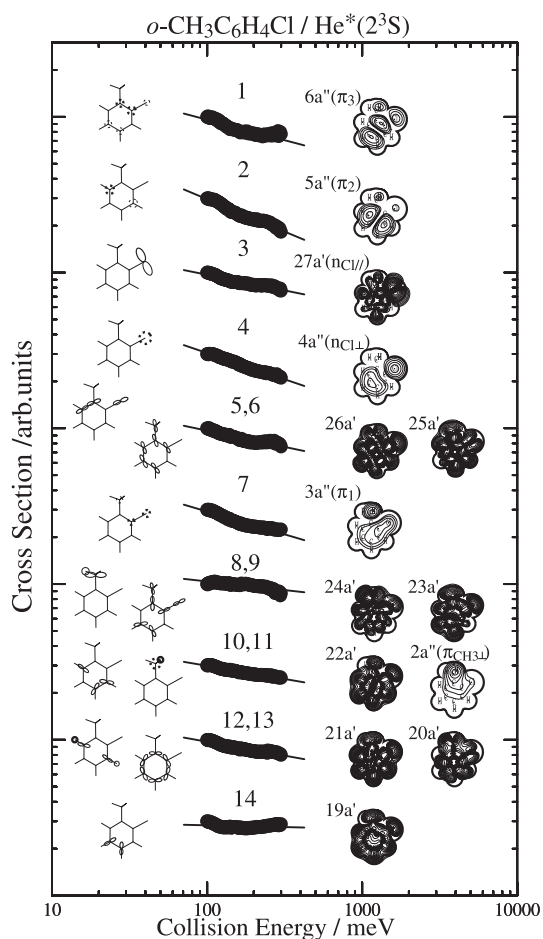 o-CH3C6H4Cl / He*(2³S)
1
6a"(π3)
2
5a"(π2)
3
27a'(nCl//)
4
4a"(nCl⊥)
5,6
26a' 25a'
7
3a"(π1)
8,9
24a' 23a'
10,11
22a' 2a"(πCH3⊥)
12,13
21a' 20a'
14
19a'
Cross Section /arb.units
10 100 1000 10000
Collision Energy / meV